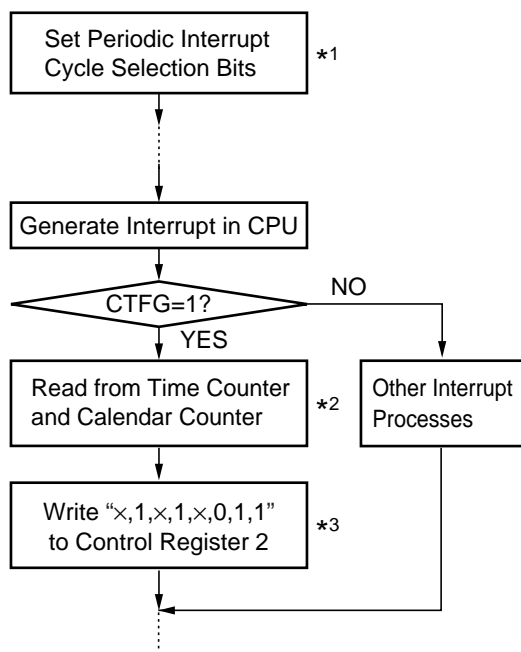 Set Periodic Interrupt
Cycle Selection Bits
*1
Generate Interrupt in CPU
CTFG=1?
NO
YES
Read from Time Counter
and Calendar Counter
*2
Other Interrupt
Processes
Write “×,1,×,1,×,0,1,1”
to Control Register 2
*3